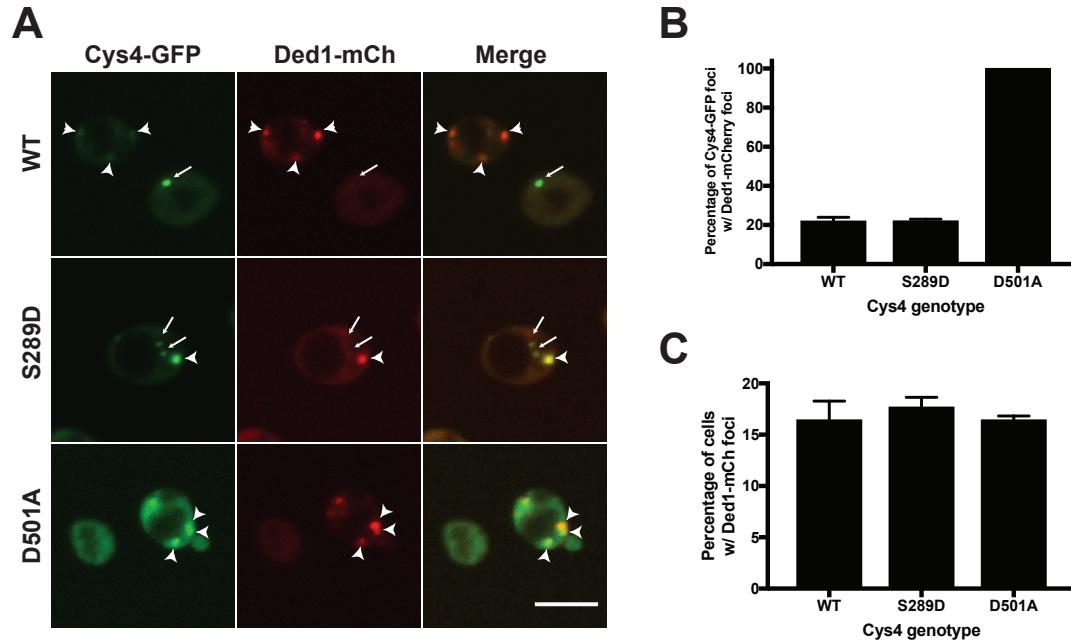 A
Cys4-GFP Ded1-mCh Merge
WT
S289D
D501A
B
Percentage of Cys4-GFP foci
w/ Ded1-mCherry foci
100
80
60
40
20
0
WT S289D D501A
Cys4 genotype
C
Percentage of cells
w/ Ded1-mCh foci
20
15
10
5
0
WT S289D D501A
Cys4 genotype